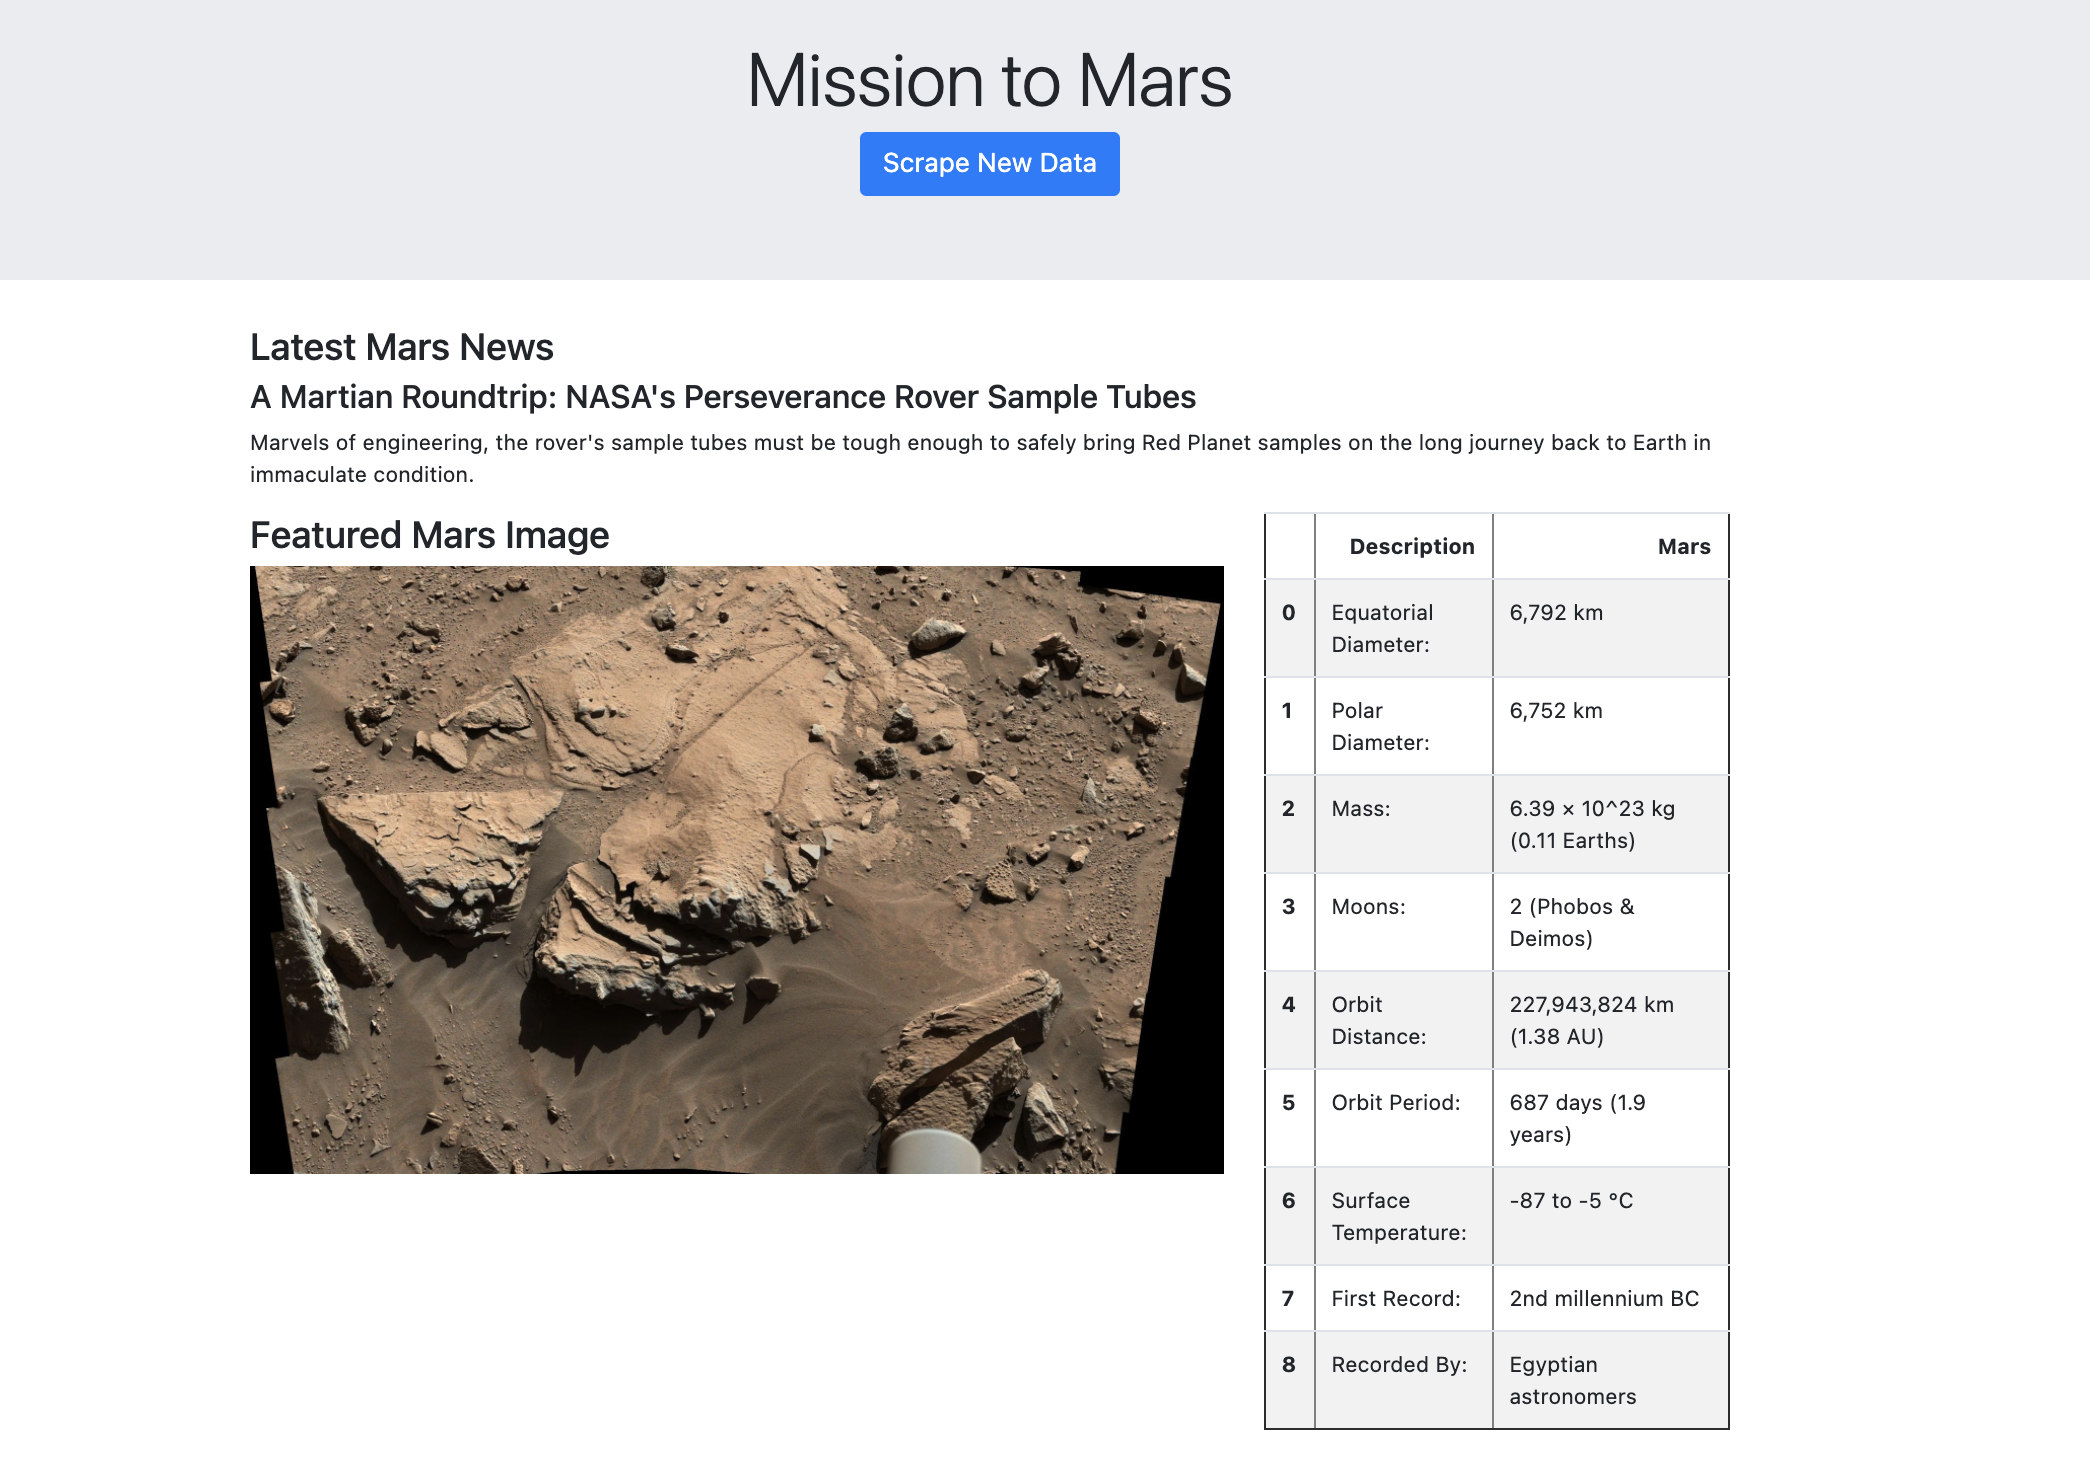 Mission to Mars
Scrape New Data
Latest Mars News
A Martian Roundtrip: NASA's Perseverance Rover Sample Tubes
Marvels of engineering, the rover's sample tubes must be tough enough to safely bring Red Planet samples on the long journey back to Earth in
immaculate condition.
Featured Mars Image
Description Mars
0 Equatorial 6,792 km
Diameter:
1 Polar 6,752 km
Diameter:
2 Mass: 6.39 × 10^23 kg
(0.11 Earths)
3 Moons: 2 (Phobos &
Deimos)
4 Orbit 227,943,824 km
Distance: (1.38 AU)
5 Orbit Period: 687 days (1.9
years)
6 Surface -87 to -5 °C
Temperature:
7 First Record: 2nd millennium BC
8 Recorded By: Egyptian
astronomers